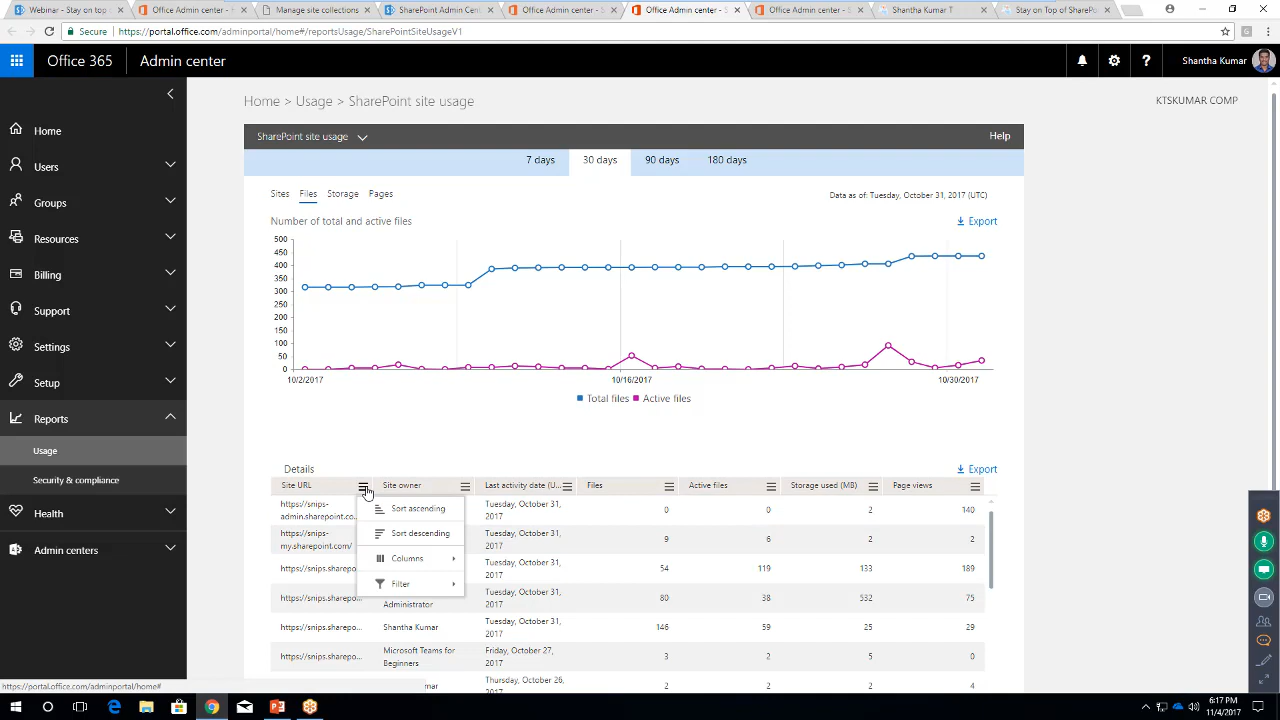 Webinar - Stay on top
Office Admin center -
Manage site collections
SharePoint Admin Cent
Office Admin center - S
Office Admin center - S
Office Admin center - S
Shantha Kumar T
Stay on Top of SharePo
Secure
https://portal.office.com/adminportal/home#/reportsUsage/SharePointSiteUsageV1
Office 365
Admin center
Shantha Kumar
Home > Usage > SharePoint site usage
KTSKUMAR COMP
Home
Users
Groups
Resources
Billing
Support
Settings
Setup
Reports
Usage
Security & compliance
Health
Admin centers
SharePoint site usage
Help
7 days
30 days
90 days
180 days
Sites
Files
Storage
Pages
Data as of: Tuesday, October 31, 2017 (UTC)
Number of total and active files
Export
500
450
400
350
300
250
200
150
100
50
0
10/2/2017
10/16/2017
10/30/2017
Total files
Active files
Details
Export
Site URL
Site owner
Last activity date (U...
Files
Active files
Storage used (MB)
Page views
https://snips-
admin.sharepoint.co...
Tuesday, October 31,
2017
0
0
2
140
https://snips-
my.sharepoint.com/
Tuesday, October 31,
2017
9
6
2
2
https://snips.sharepo...
Tuesday, October 31,
2017
54
119
133
189
https://snips.sharepo...
Administrator
Tuesday, October 31,
2017
80
38
532
75
https://snips.sharepo...
Shantha Kumar
Tuesday, October 31,
2017
146
59
25
29
https://snips.sharepo...
Microsoft Teams for
Beginners
Friday, October 27,
2017
3
2
5
0
Thursday, October 26,
2
2
2
4
Sort ascending
Sort descending
Columns
Filter
https://portal.office.com/adminportal/home#
6:17 PM
11/4/2017